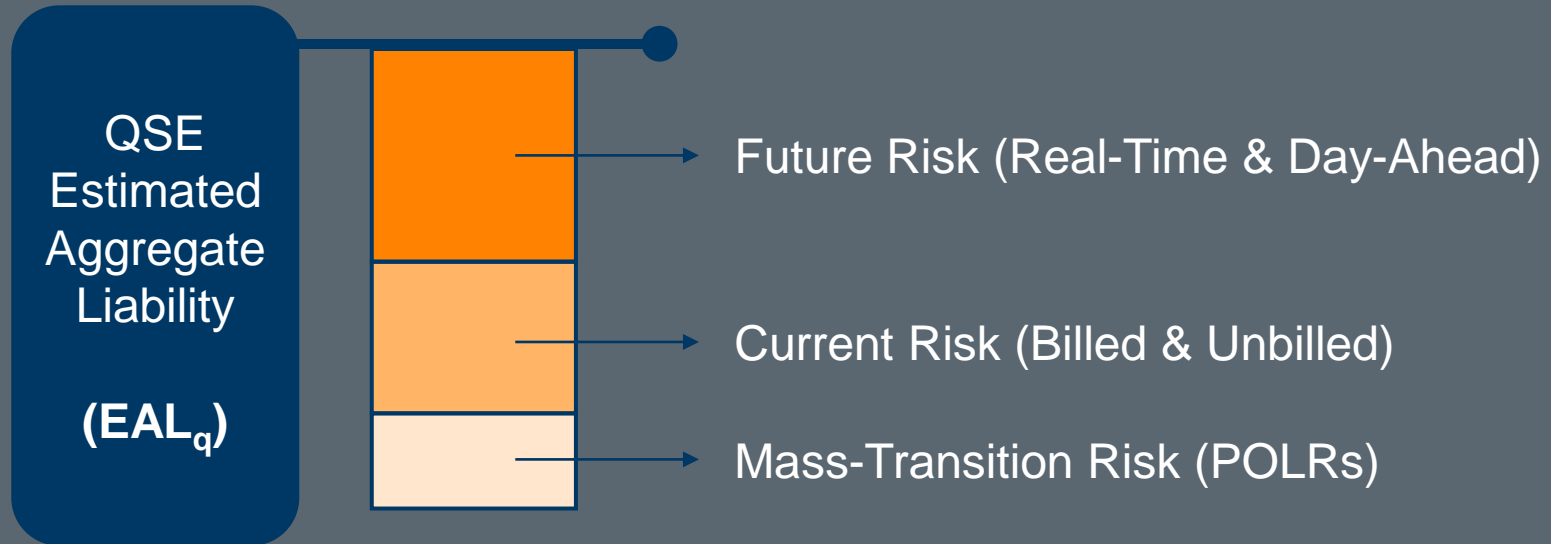 QSE
Estimated
Aggregate
Liability
(EALq)
Future Risk (Real-Time & Day-Ahead)
Current Risk (Billed & Unbilled)
Mass-Transition Risk (POLRs)